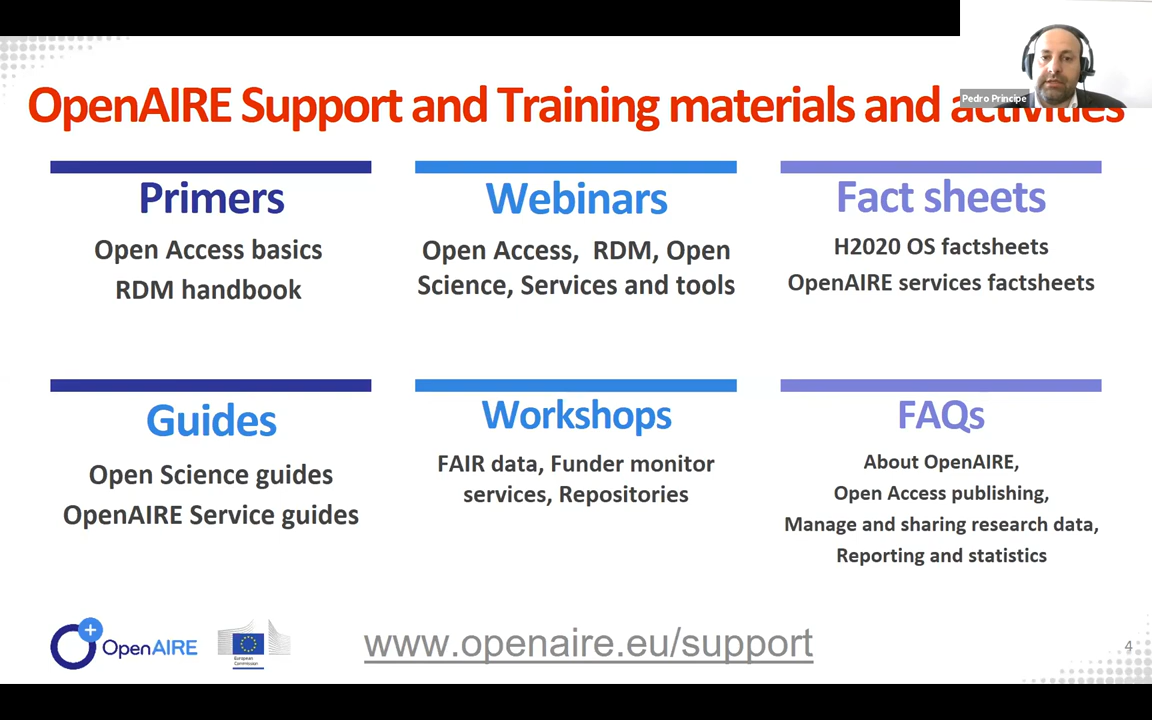 Pedro Principe
OpenAIRE Support and Training materials and activities
Primers
Open Access basics
RDM handbook
Webinars
Open Access, RDM, Open
Science, Services and tools
Fact sheets
H2020 OS factsheets
OpenAIRE services factsheets
Guides
Open Science guides
OpenAIRE Service guides
Workshops
FAIR data, Funder monitor
services, Repositories
FAQs
About OpenAIRE,
Open Access publishing,
Manage and sharing research data,
Reporting and statistics
OpenAIRE
European
Commission
www.openaire.eu/support
4